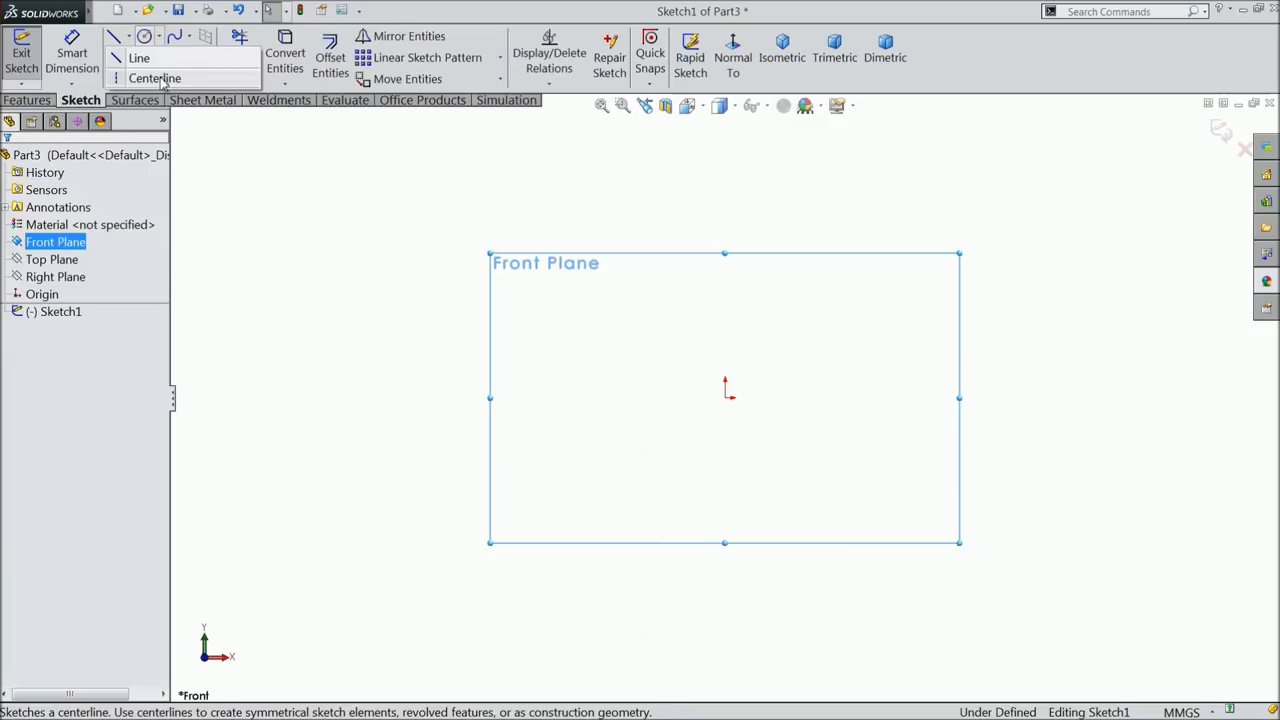 SOLIDWORKS
Sketch1 of Part3 *
Search Commands
?
Exit Sketch
Smart Dimension
Line
Centerline
Convert Entities
Offset Entities
Mirror Entities
Linear Sketch Pattern
Move Entities
Display/Delete Relations
Quick Snaps
Repair Sketch
Rapid Sketch
Normal To
Isometric
Trimetric
Dimetric
Features Sketch Surfaces Sheet Metal Weldments Evaluate Office Products Simulation
Part3 (Default<<Default>_Di
History
Sensors
Annotations
Material <not specified>
Front Plane
Top Plane
Right Plane
Origin
(-) Sketch1
Front Plane
Y
X
*Front
Sketches a centerline. Use centerlines to create symmetrical sketch elements, revolved features, or as construction geometry.
Under Defined Editing Sketch1 MMGS ?